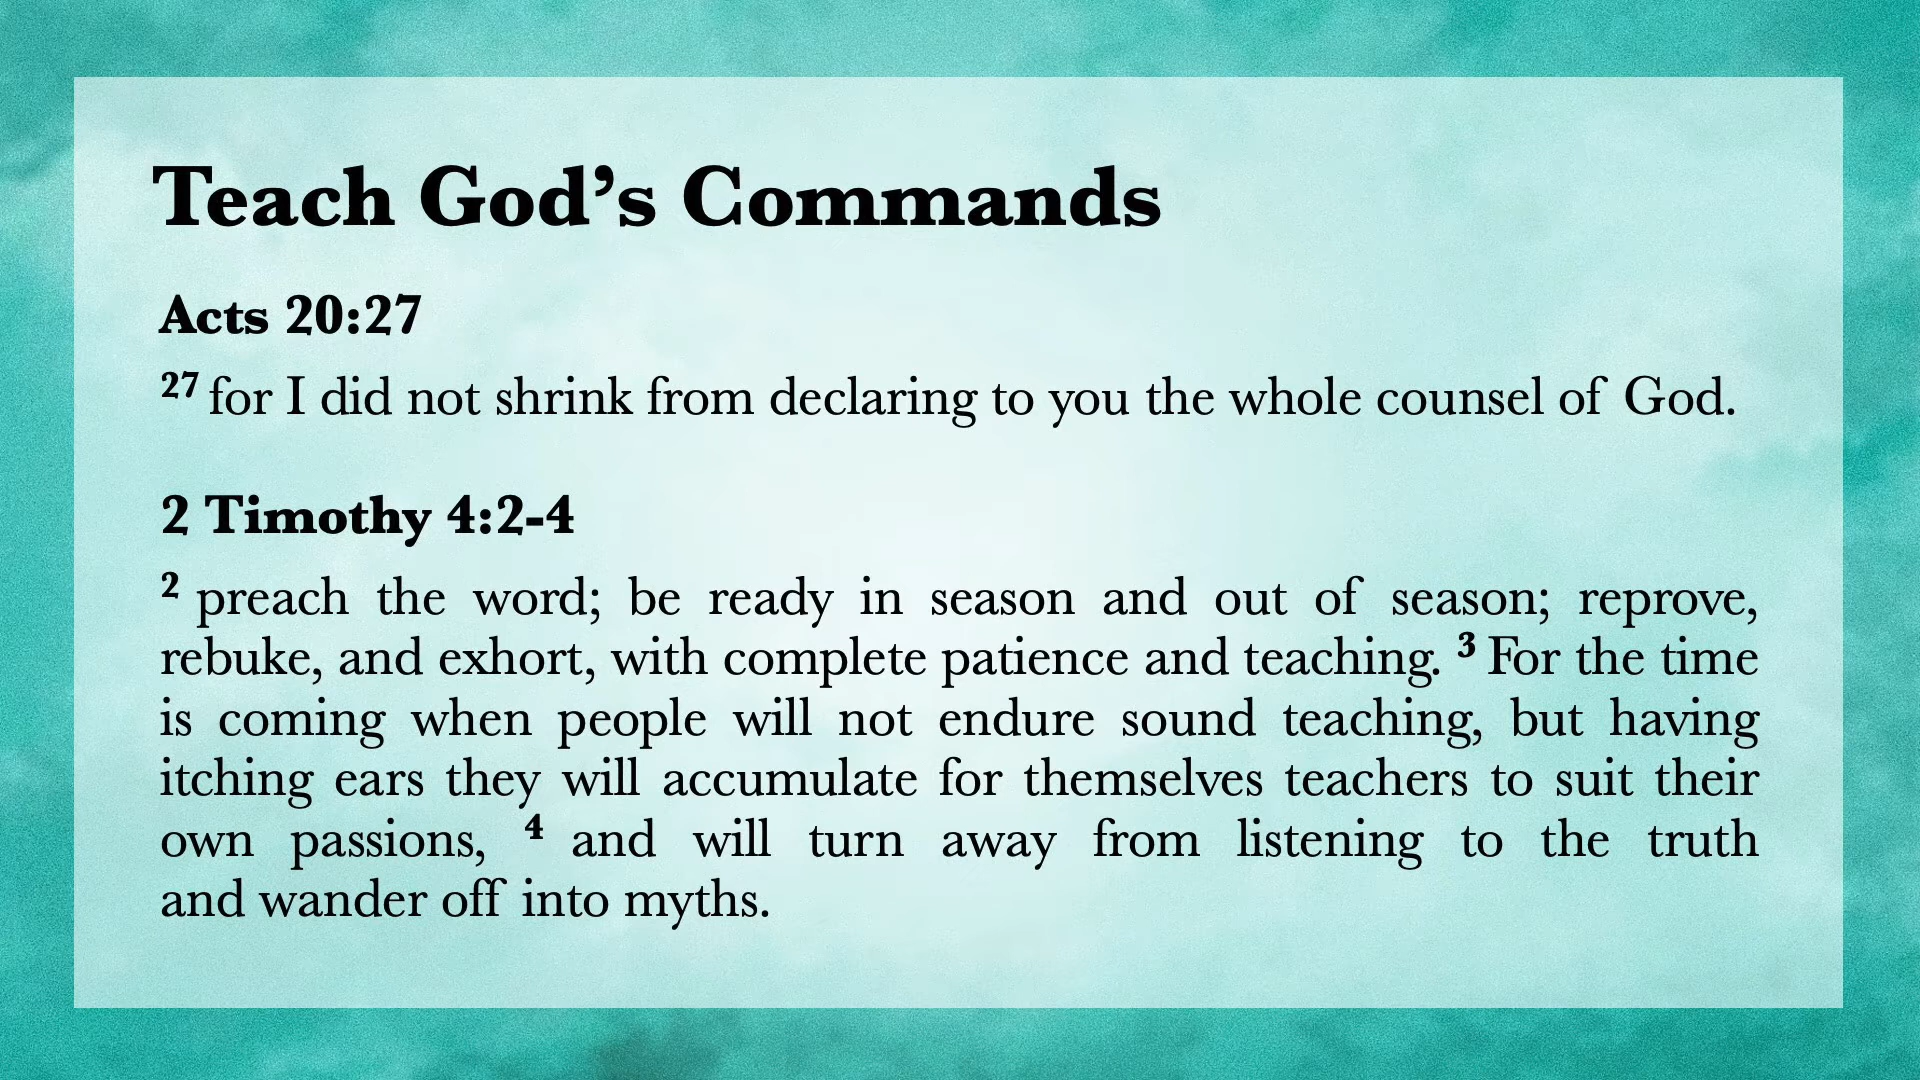 Teach God’s Commands
Acts 20:27
27 for I did not shrink from declaring to you the whole counsel of God.
2 Timothy 4:2-4
2 preach the word; be ready in season and out of season; reprove,
rebuke, and exhort, with complete patience and teaching. 3 For the time
is coming when people will not endure sound teaching, but having
itching ears they will accumulate for themselves teachers to suit their
own passions, 4 and will turn away from listening to the truth
and wander off into myths.